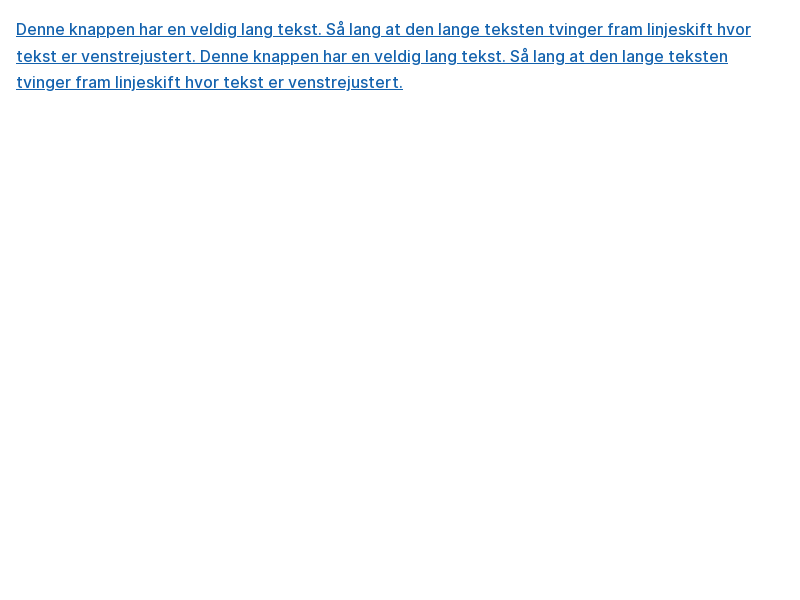 Denne knappen har en veldig lang tekst. Så lang at den lange teksten tvinger fram linjeskift hvor
tekst er venstrejustert. Denne knappen har en veldig lang tekst. Så lang at den lange teksten
tvinger fram linjeskift hvor tekst er venstrejustert.